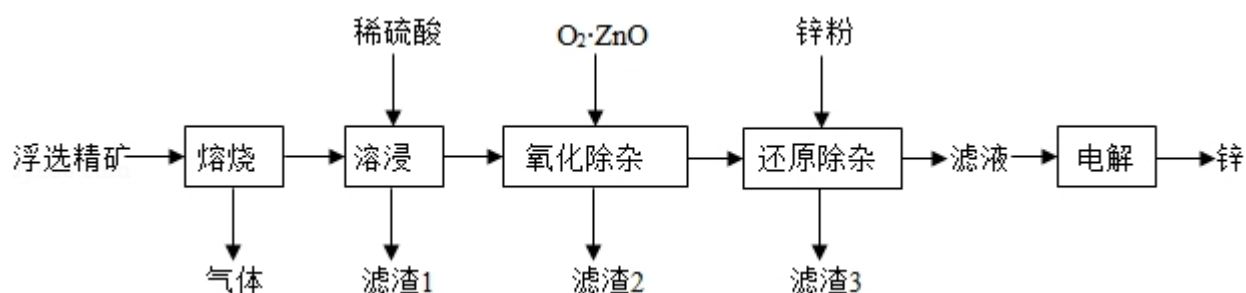 稀硫酸 O₂·ZnO 锌粉
浮选精矿 熔烧 溶浸 氧化除杂 还原除杂 滤液 电解 锌
气体 滤渣1 滤渣2 滤渣3